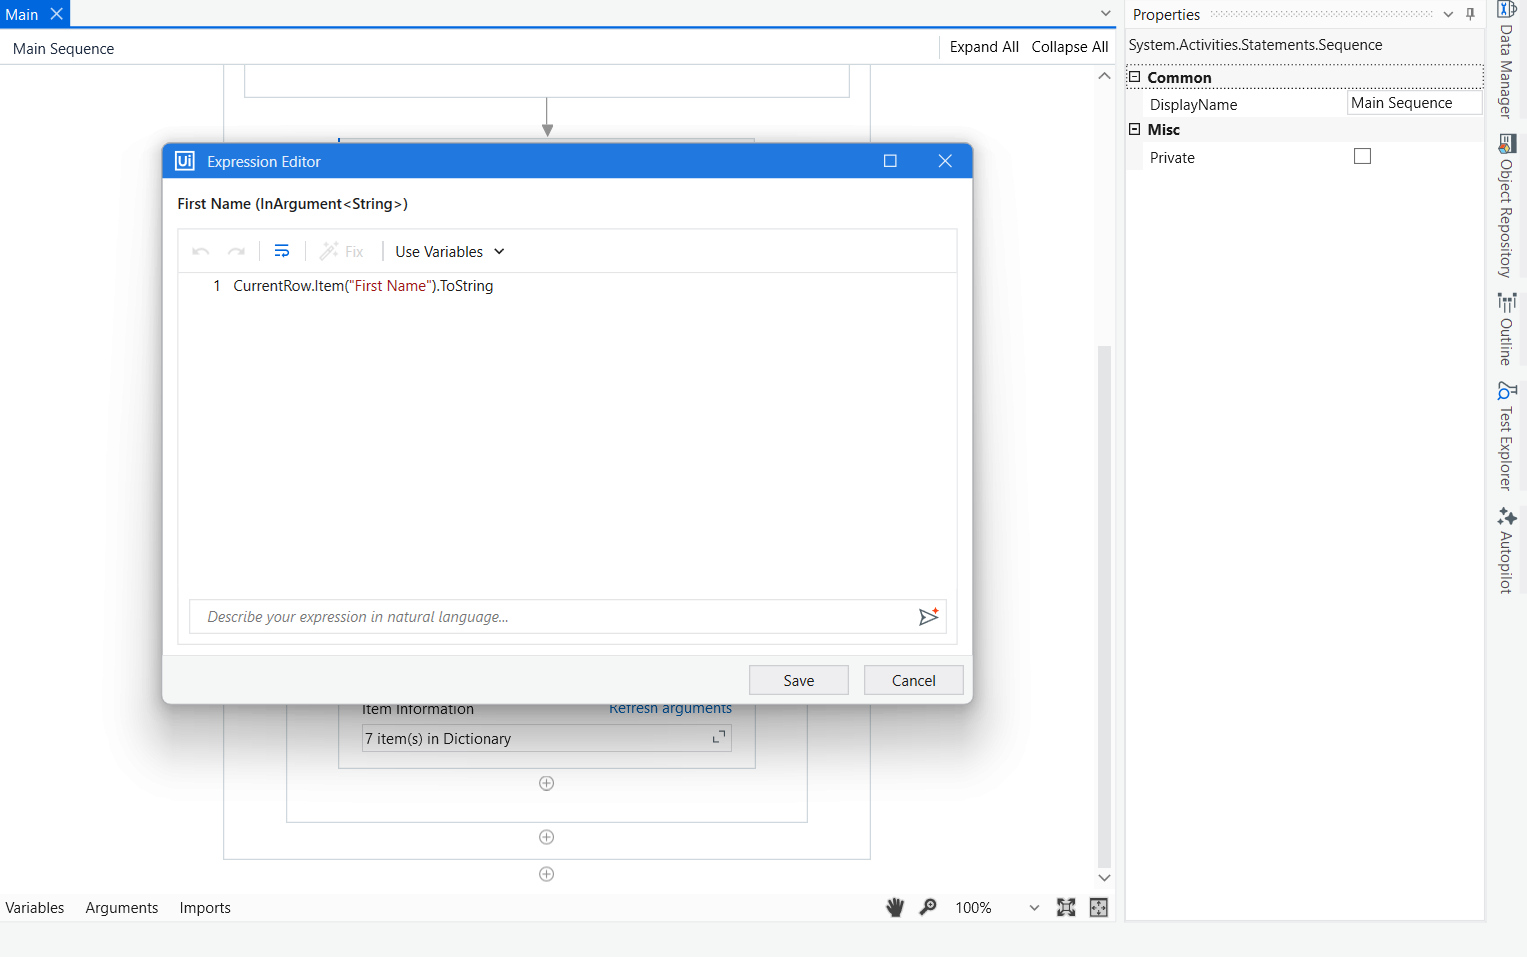 Main
Main Sequence
Expand All
Collapse All
Ui Expression Editor
First Name (InArgument<String>)
Fix
Use Variables
1 CurrentRow.Item("First Name").ToString
Describe your expression in natural language...
Save
Cancel
Item Information
Refresh arguments
7 item(s) in Dictionary
Variables
Arguments
Imports
100%
Properties
System.Activities.Statements.Sequence
Common
DisplayName
Main Sequence
Misc
Private
Data Manager
Object Repository
Outline
Test Explorer
Autopilot